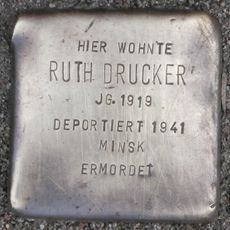 HIER WOHNTE
RUTH DRUCKER
JG. 1919
DEPORTIERT 1941
MINSK
ERMORDET